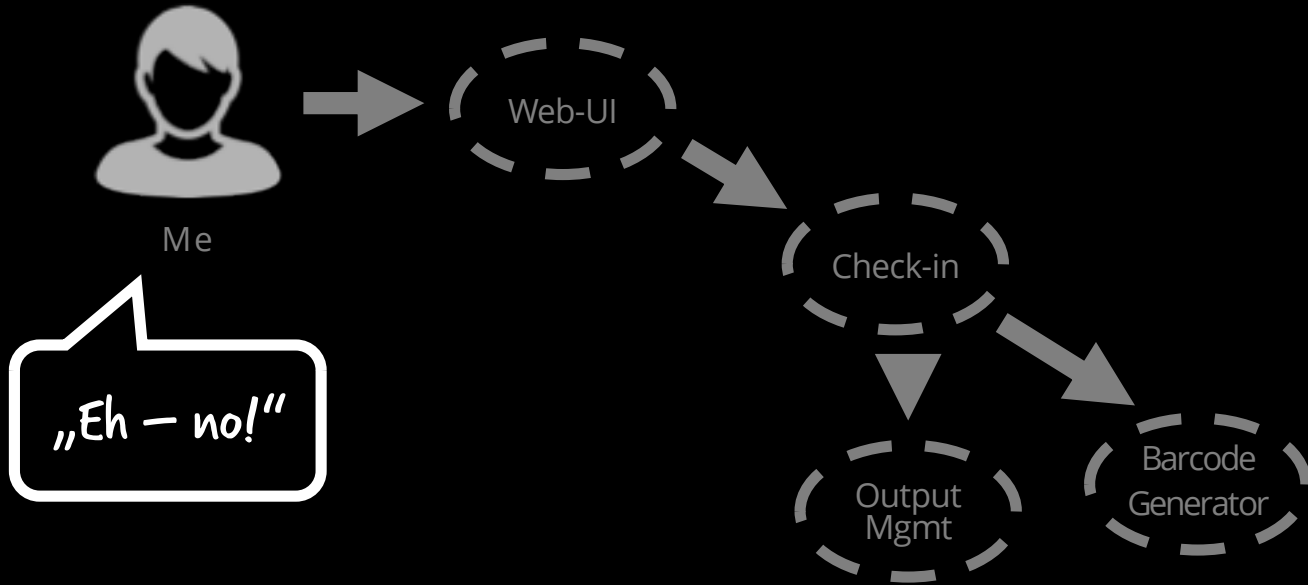 Web-UI
Me
Check-in
„Eh – no!“
Output
Mgmt
Barcode
Generator